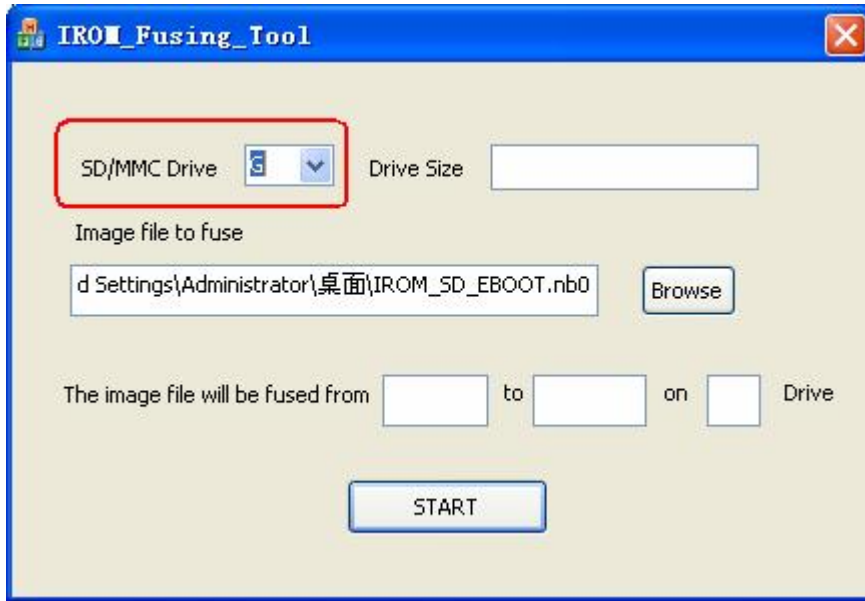 IROM_Fusing_Tool
SD/MMC Drive G Drive Size
Image file to fuse
d Settings\Administrator\桌面\IROM_SD_EBOOT.nb0 Browse
The image file will be fused from to on Drive
START